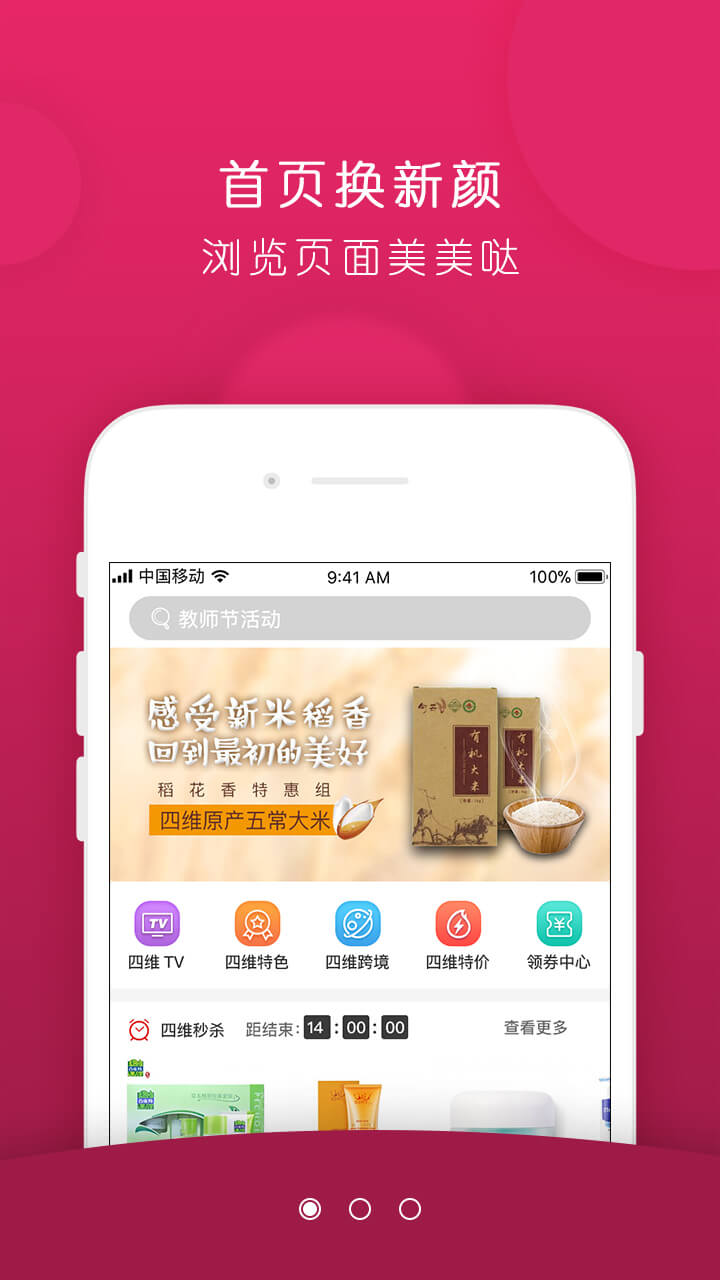 首页换新颜
浏览页面美美哒
中国移动 9:41 AM 100%
教师节活动
感受新米稻香
回到最初的美好
稻花香特惠组
四维原产五常大米
有机大米
有机大米
TV
四维 TV 四维特色 四维跨境 四维特价 领券中心
四维秒杀 距结束: 14 : 00 : 00 查看更多